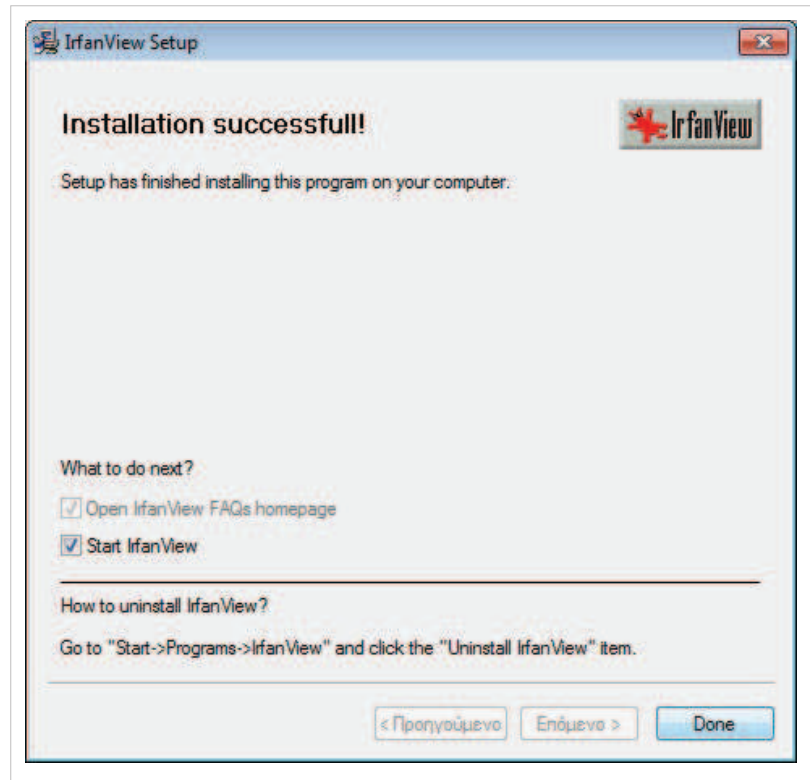 IrfanView Setup
Installation successfull!
IrfanView
Setup has finished installing this program on your computer.
What to do next?
Open IrfanView FAQs homepage
Start IrfanView
How to uninstall IrfanView?
Go to "Start->Programs->IrfanView" and click the "Uninstall IrfanView" item.
< Προηγούμενο Επόμενο > Done